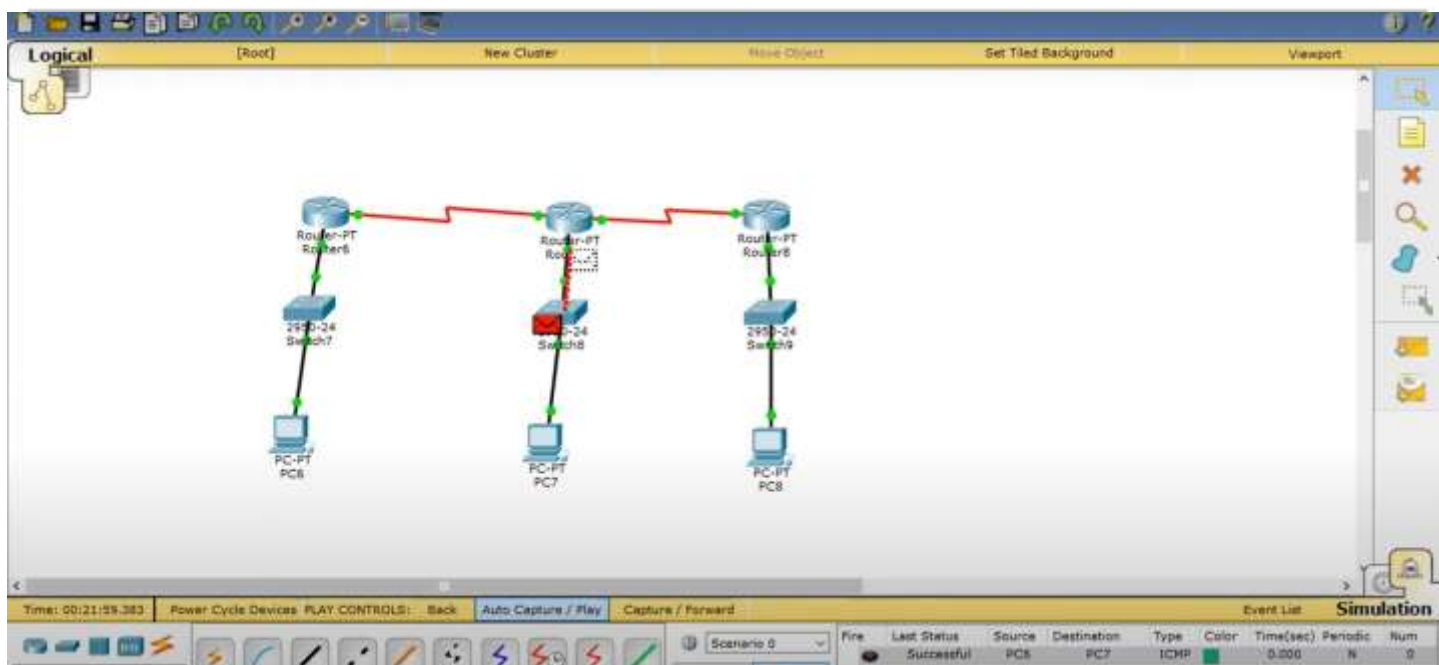 Logical [Root] New Cluster Move Object Set Tiled Background Viewport
Router-PT Router-PT Router-PT
Router6 Router8
2950-24 2950-24
Switch7 Switch8 Switch9
PC-PT PC-PT PC-PT
PC6 PC7 PC8
Time: 00:21:59.383 Power Cycle Devices PLAY CONTROLS: Back Auto Capture / Play Capture / Forward Event List Simulation
Scenario 0 Fire Last Status Source Destination Type Color Time(sec) Periodic Num
Successful PC6 PC7 ICMP 0.000 N 0